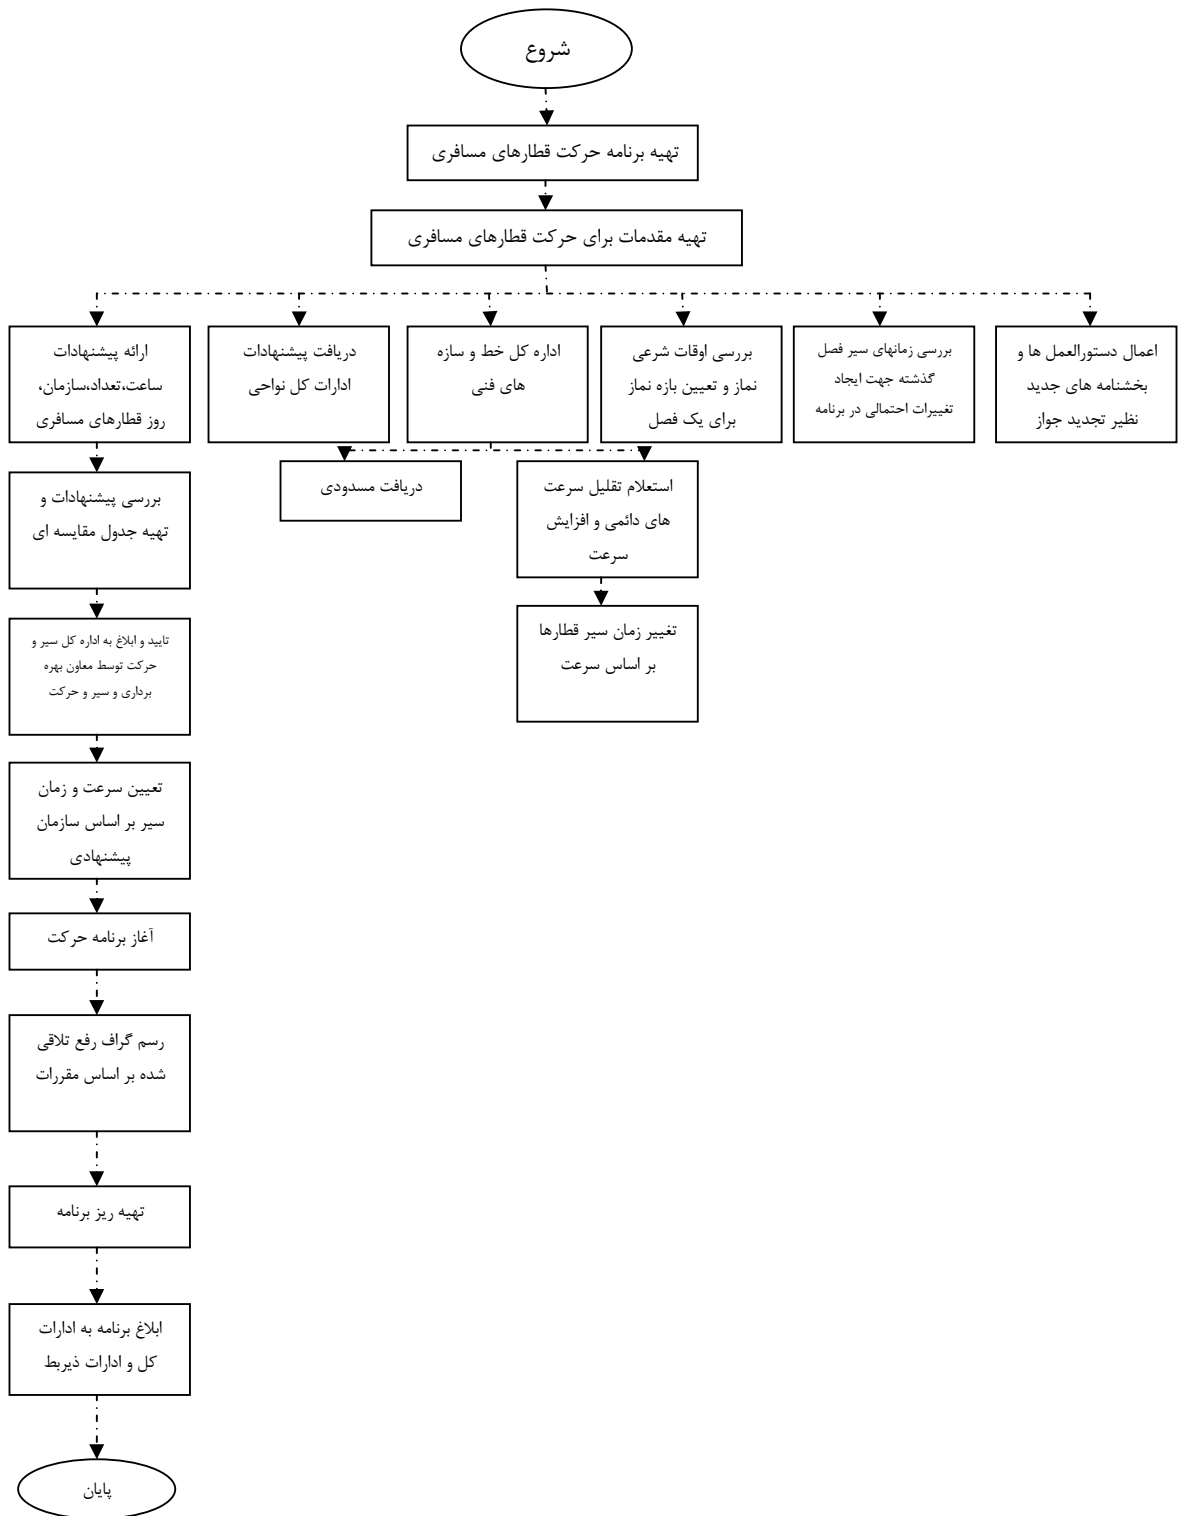 شروع
تهیه برنامه حرکت قطارهای مسافری
تهیه مقدمات برای حرکت قطارهای مسافری
اعمال دستورالعمل ها و
بخشنامه های جدید
نظیر تجدید جواز
بررسی زمانهای سیر فصل
گذشته جهت ایجاد
تغییرات احتمالی در برنامه
بررسی اوقات شرعی
نماز و تعیین بازه نماز
برای یک فصل
اداره کل خط و سازه
های فنی
دریافت پیشنهادات
ادارات کل نواحی
ارائه پیشنهادات
ساعت،تعداد،سازمان،
روز قطارهای مسافری
استعلام تقلیل سرعت
های دائمی و افزایش
سرعت
دریافت مسدودی
بررسی پیشنهادات و
تهیه جدول مقایسه ای
تغییر زمان سیر قطارها
بر اساس سرعت
تایید و ابلاغ به اداره کل سیر و
حرکت توسط معاون بهره
برداری و سیر و حرکت
تعیین سرعت و زمان
سیر بر اساس سازمان
پیشنهادی
آغاز برنامه حرکت
رسم گراف رفع تلاقی
شده بر اساس مقررات
تهیه ریز برنامه
ابلاغ برنامه به ادارات
کل و ادارات ذیربط
پایان